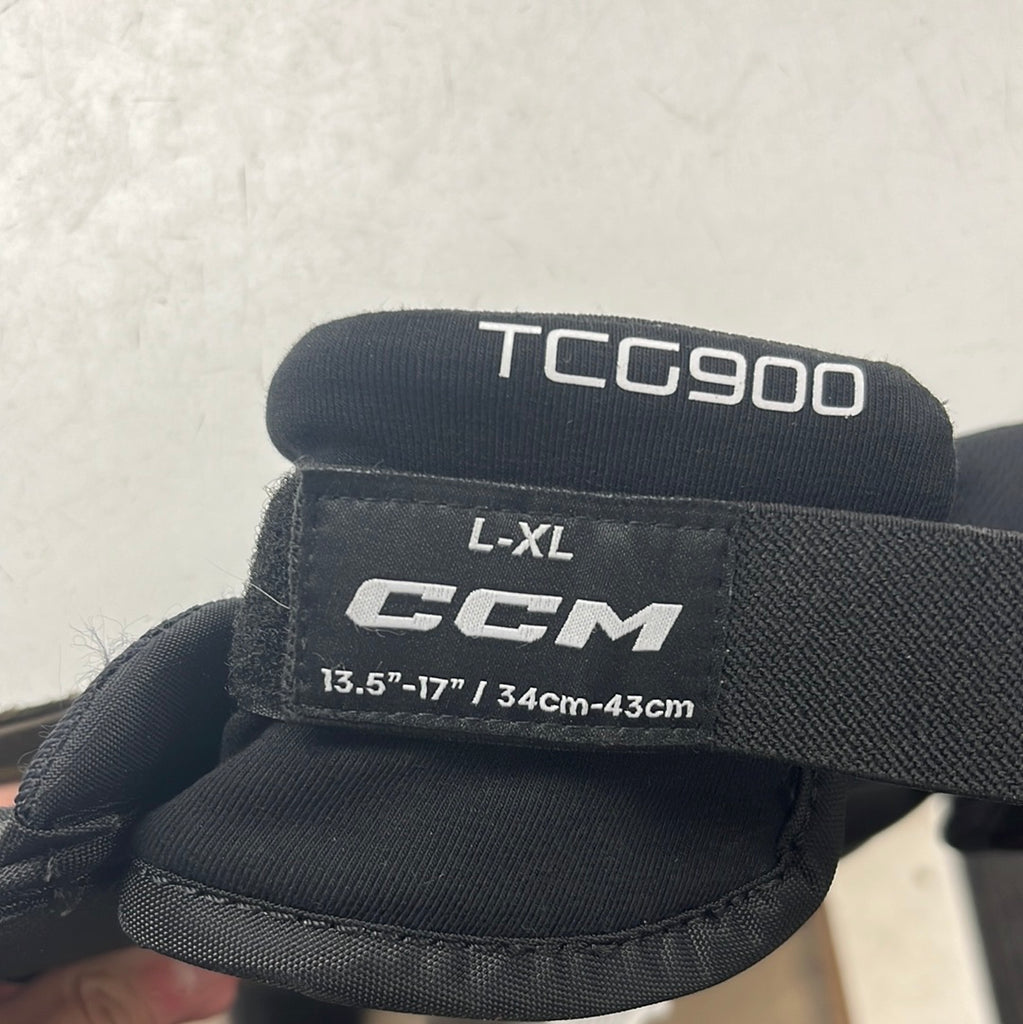 TCG900
L-XL
CCM
13.5”-17” / 34cm-43cm